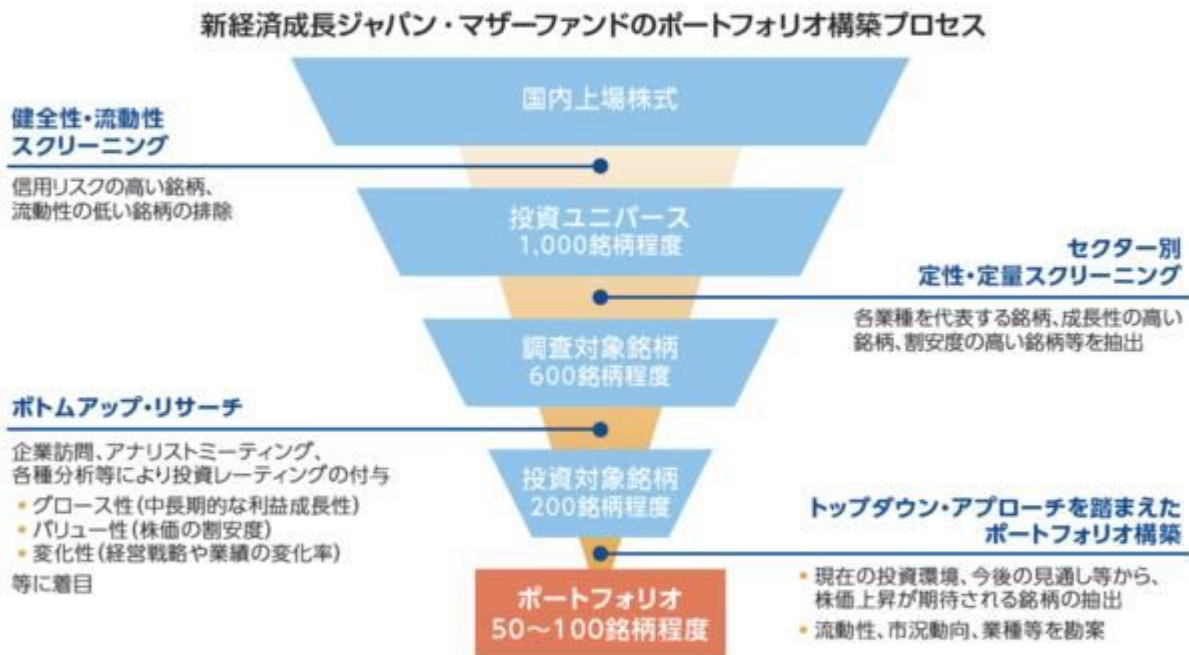 新経済成長ジャパン・マザーファンドのポートフォリオ構築プロセス
国内上場株式
健全性・流動性
スクリーニング
信用リスクの高い銘柄、
流動性の低い銘柄の排除
投資ユニバース
1,000銘柄程度
セクター別
定性・定量スクリーニング
各業種を代表する銘柄、成長性の高い
銘柄、割安度の高い銘柄等を抽出
調査対象銘柄
600銘柄程度
ボトムアップ・リサーチ
企業訪問、アナリストミーティング、
各種分析等により投資レーティングの付与
• グロース性(中長期的な利益成長性)
• バリュー性(株価の割安度)
• 変化性(経営戦略や業績の変化率)
等に着目
投資対象銘柄
200銘柄程度
トップダウン・アプローチを踏まえた
ポートフォリオ構築
• 現在の投資環境、今後の見通し等から、
株価上昇が期待される銘柄の抽出
• 流動性、市況動向、業種等を勘案
ポートフォリオ
50~100銘柄程度